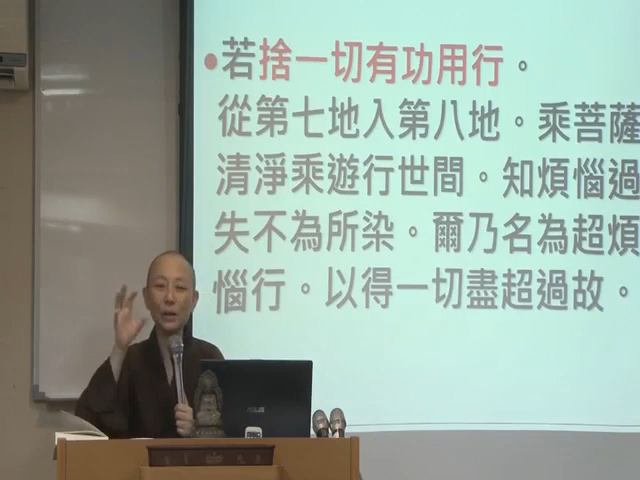 •若捨一切有功用行。
從第七地入第八地。乘菩薩
清淨乘遊行世間。知煩惱過
失不為所染。爾乃名為超煩
惱行。以得一切盡超過故。
ASUS